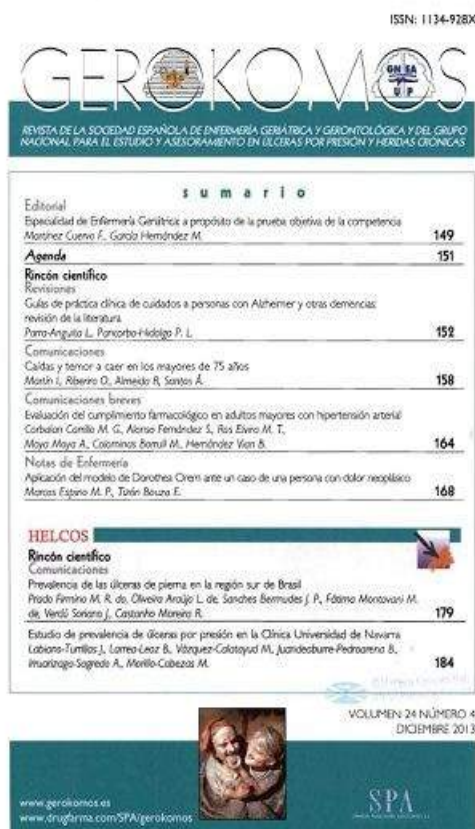 ISSN: 1134-928X
GEROKOMOS
GN EA
U P
REVISTA DE LA SOCIEDAD ESPAÑOLA DE ENFERMERÍA GERIÁTRICA Y GERONTOLÓGICA Y DEL GRUPO
NACIONAL PARA EL ESTUDIO Y ASESORAMIENTO EN ÚLCERAS POR PRESIÓN Y HERIDAS CRÓNICAS
sumario
Editorial
Especialidad de Enfermería Geriátrica: a propósito de la prueba objetiva de la competencia
Martínez Cuervo F., García Hernández M. 149
Agenda 151
Rincón científico
Revisiones
Guías de práctica clínica de cuidados a personas con Alzheimer y otras demencias:
revisión de la literatura
Parra-Anguita L., Pancorbo-Hidalgo P. L. 152
Comunicaciones
Caídas y temor a caer en los mayores de 75 años
Martín I., Ribeiro O., Almeida R., Santos Á. 158
Comunicaciones breves
Evaluación del cumplimiento farmacológico en adultos mayores con hipertensión arterial
Corbalan Carrillo M. G., Alonso Fernández S., Ras Elvira M. T.,
Moya Moya A., Colominas Borrull M., Hernández Vian B. 164
Notas de Enfermería
Aplicación del modelo de Dorothea Orem ante un caso de una persona con dolor neoplásico
Marcos Espino M. P., Tizón Bouza E. 168
HELCOS
Rincón científico
Comunicaciones
Prevalencia de las úlceras de pierna en la región sur de Brasil
Prado Firmino M. R. do, Oliveira Araújo L. de, Sanches Bermudes J. P., Fátima Montovani M.
de, Verdú Soriano J., Castanho Moreira R. 179
Estudio de prevalencia de úlceras por presión en la Clínica Universidad de Navarra
Labiano-Turrillas J., Larrea-Leoz B., Vázquez-Calatayud M., Juandeaburre-Pedroarena B.,
Iruarizaga-Sagredo A., Morillo-Cabezas M. 184
VOLUMEN 24 NÚMERO 4
DICIEMBRE 2013
www.gerokomos.es
www.drugfarma.com/SPA/gerokomos
SPA